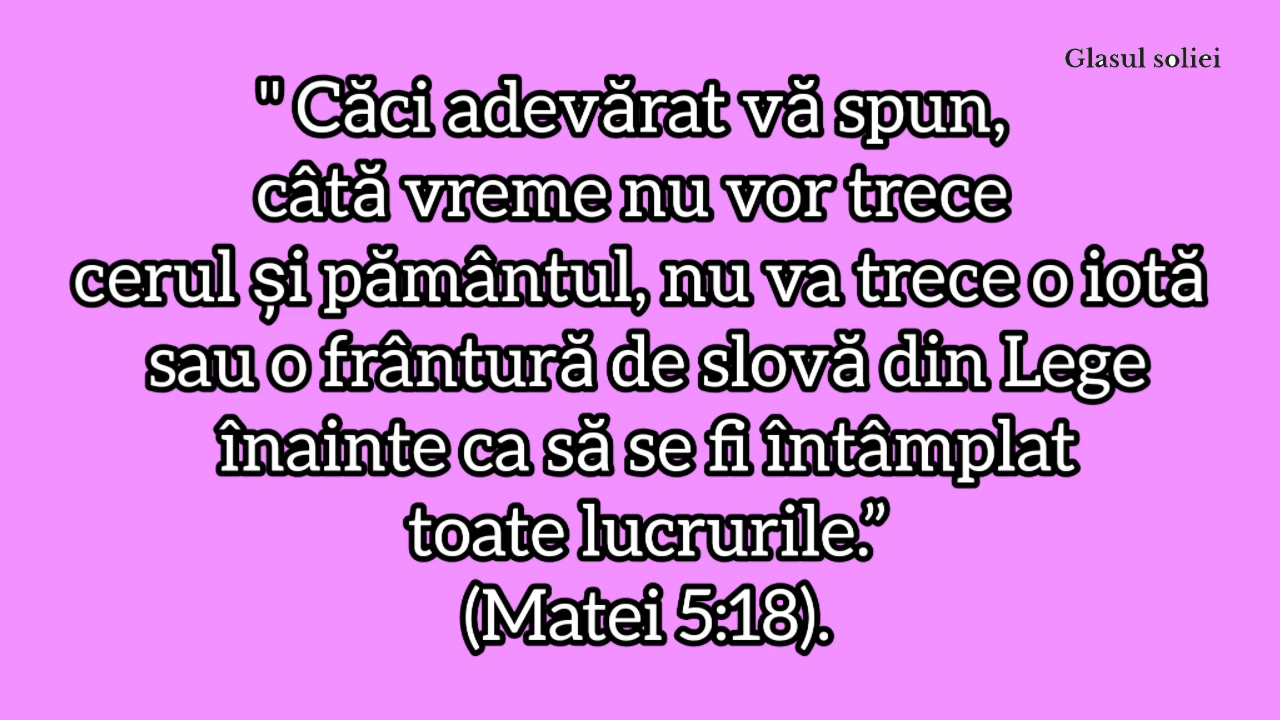 Glasul soliei
" Căci adevărat vă spun,
câtă vreme nu vor trece
cerul și pământul, nu va trece o iotă
sau o frântură de slovă din Lege
înainte ca să se fi întâmplat
toate lucrurile.”
(Matei 5:18).